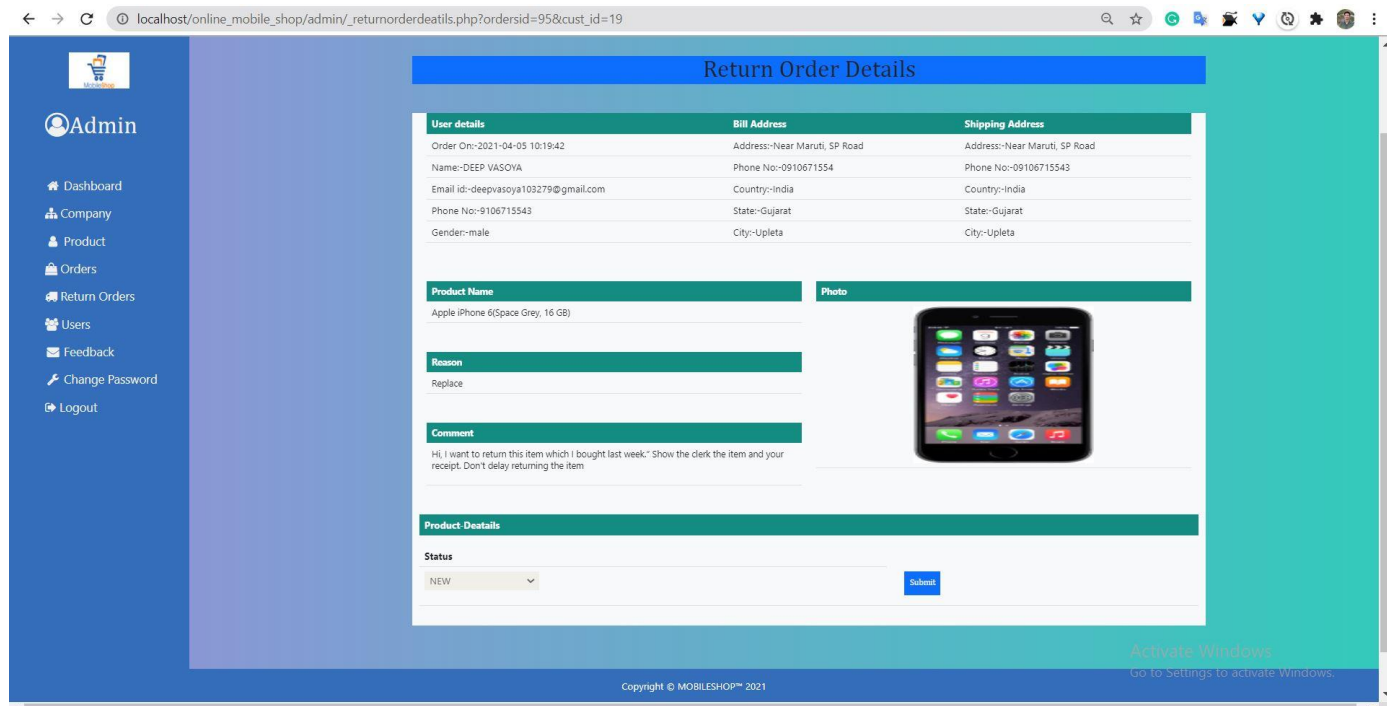 localhost/online_mobile_shop/admin/_returnorderdeatils.php?ordersid=95&cust_id=19
MobileShop
Admin
Dashboard
Company
Product
Orders
Return Orders
Users
Feedback
Change Password
Logout
Return Order Details
User details Bill Address Shipping Address
Order On:-2021-04-05 10:19:42 Address:-Near Maruti, SP Road Address:-Near Maruti, SP Road
Name:-DEEP VASOYA Phone No:-0910671554 Phone No:-09106715543
Email id:-deepvasoya103279@gmail.com Country:-India Country:-India
Phone No:-9106715543 State:-Gujarat State:-Gujarat
Gender:-male City:-Upleta City:-Upleta
Product Name Photo
Apple iPhone 6(Space Grey, 16 GB)
Reason
Replace
Comment
Hi, I want to return this item which I bought last week." Show the clerk the item and your
receipt. Don't delay returning the item
Product-Deatails
Status
NEW Submit
Activate Windows
Go to Settings to activate Windows.
Copyright © MOBILESHOP™ 2021